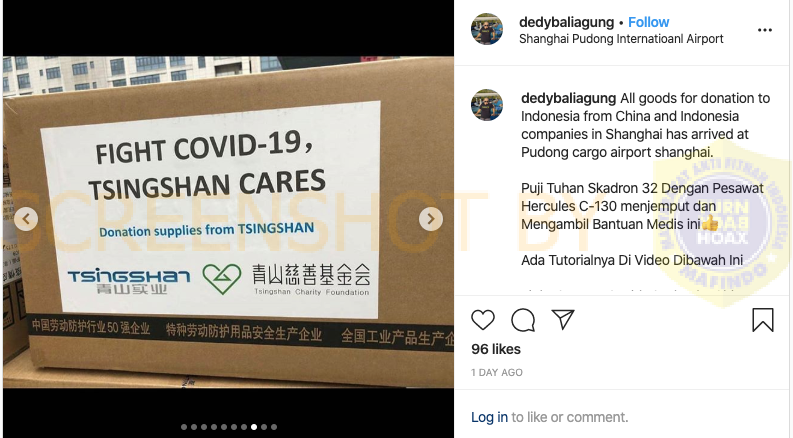 FIGHT COVID-19,
TSINGSHAN CARES
Donation supplies from TSINGSHAN
TSINGSHAN
青山实业
青山慈善基金会
Tsingshan Charity Foundation
中国劳动防护行业50强企业 特种劳动防护用品安全生产企业 全国工业产品生产企
SCREENSHOT BY
dedybaliagung • Follow
Shanghai Pudong Internatioanl Airport
dedybaliagung All goods for donation to
Indonesia from China and Indonesia
companies in Shanghai has arrived at
Pudong cargo airport shanghai.
Puji Tuhan Skadron 32 Dengan Pesawat
Hercules C-130 menjemput dan
Mengambil Bantuan Medis ini👍
Ada Tutorialnya Di Video Dibawah Ini
MASYARAKAT ANTI FITNAH INDONESIA
TURN
BACK
HOAX
MAFINDO
96 likes
1 DAY AGO
Log in to like or comment.